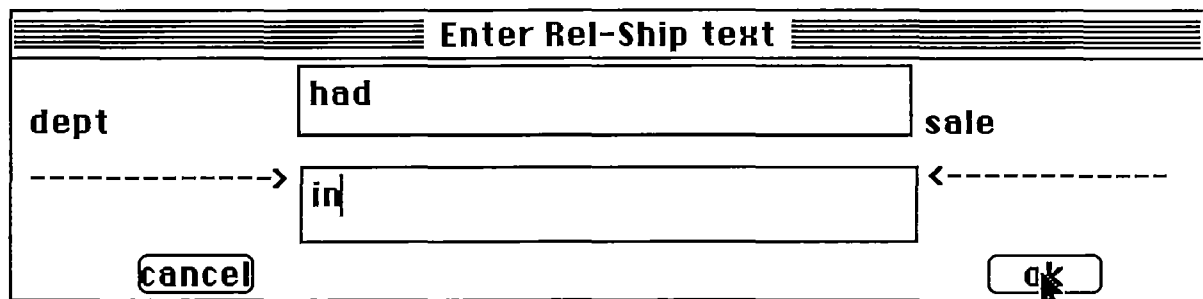 Enter Rel-Ship text
had
dept sale
------------> <------------
in
cancel ok